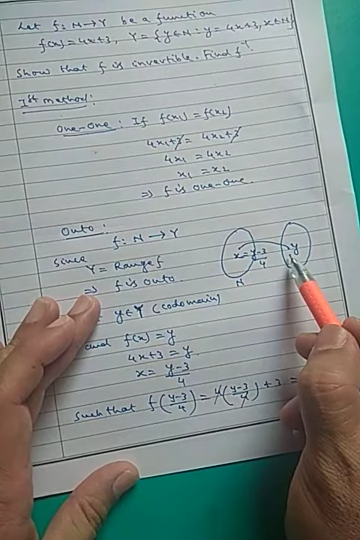 Let f: N→Y be a function
f(x) = 4x+3, Y = {y∈N : y = 4x+3, x∈N}
Show that f is invertible. Find f⁻¹.
Ist method:
One-One: If f(x₁) = f(x₂)
4x₁+3 = 4x₂+3
4x₁ = 4x₂
x₁ = x₂
⇒ f is one-one.
Onto:
f: N → Y
Since
Y = Range f
⇒ f is onto.
x = y-3/4
y
N
y∈Y (codomain)
and f(x) = y
4x+3 = y
x = y-3/4
such that f(y-3/4) = 4(y-3/4) + 3 =